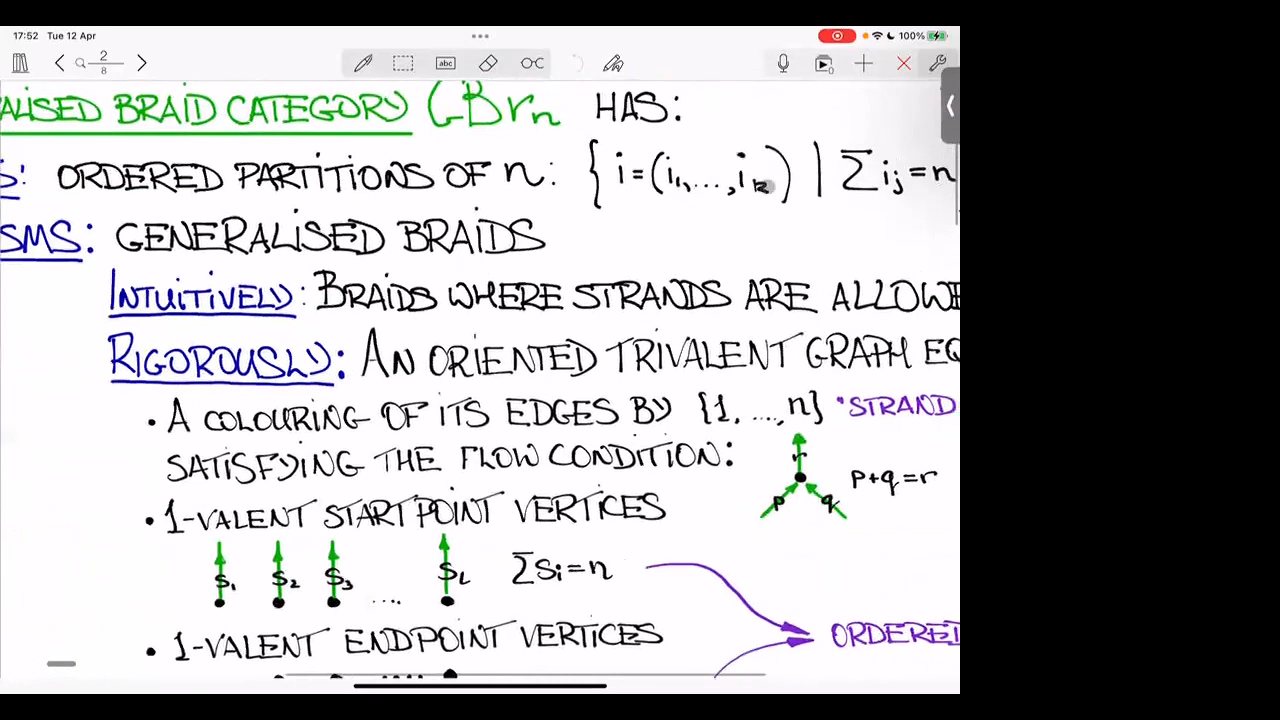 17:52 Tue 12 Apr 100%
2/8 abc
ALISED BRAID CATEGORY GBrn HAS:
S: ORDERED PARTITIONS OF n: { i=(i1,...,ik) | Σij=n
SMS: GENERALISED BRAIDS
INTUITIVELY: BRAIDS WHERE STRANDS ARE ALLOWE
RIGOROUSLY: AN ORIENTED TRIVALENT GRAPH EQ
• A COLOURING OF ITS EDGES BY {1, ..., n} "STRAND
SATISFYING THE FLOW CONDITION: r p q p+q=r
• 1-VALENT STARTPOINT VERTICES
S1 S2 S3 .... SL ΣSi=n
ORDERED
• 1-VALENT ENDPOINT VERTICES